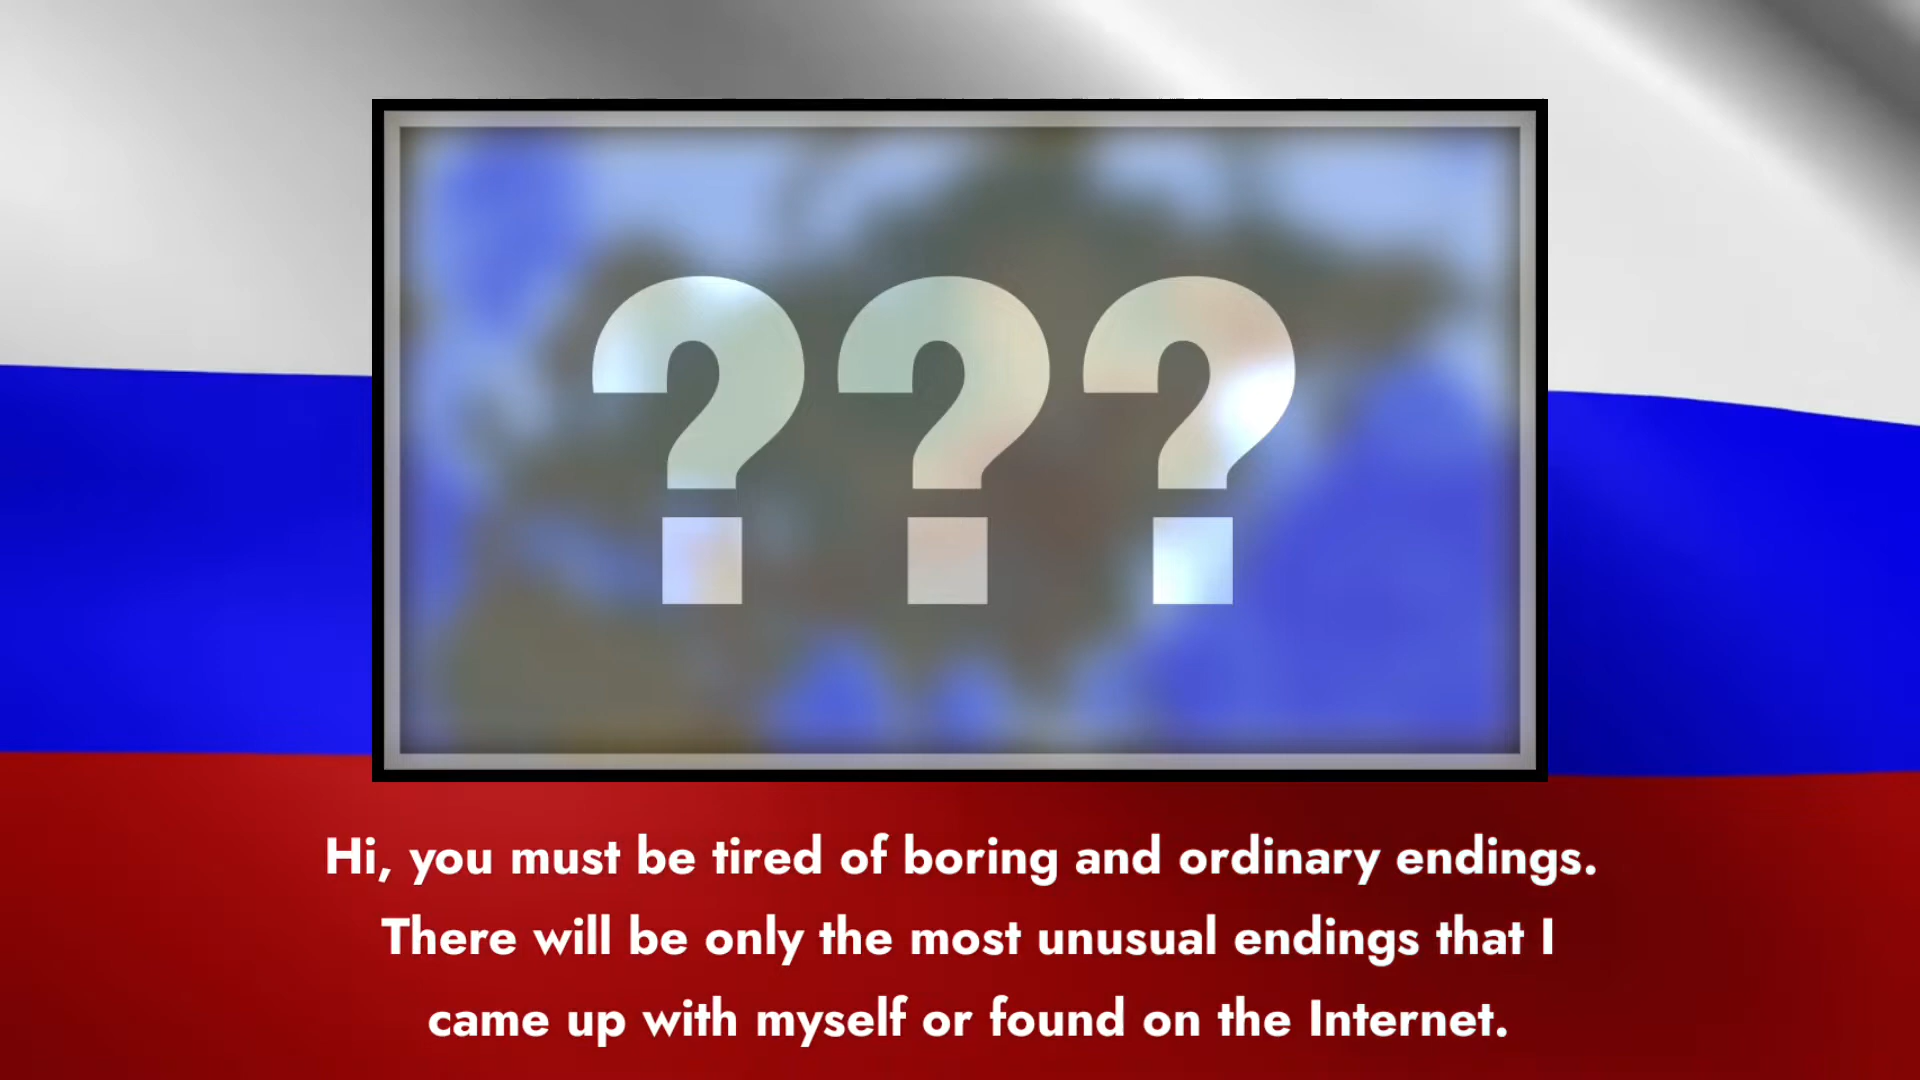 ???
Hi, you must be tired of boring and ordinary endings.
There will be only the most unusual endings that I
came up with myself or found on the Internet.